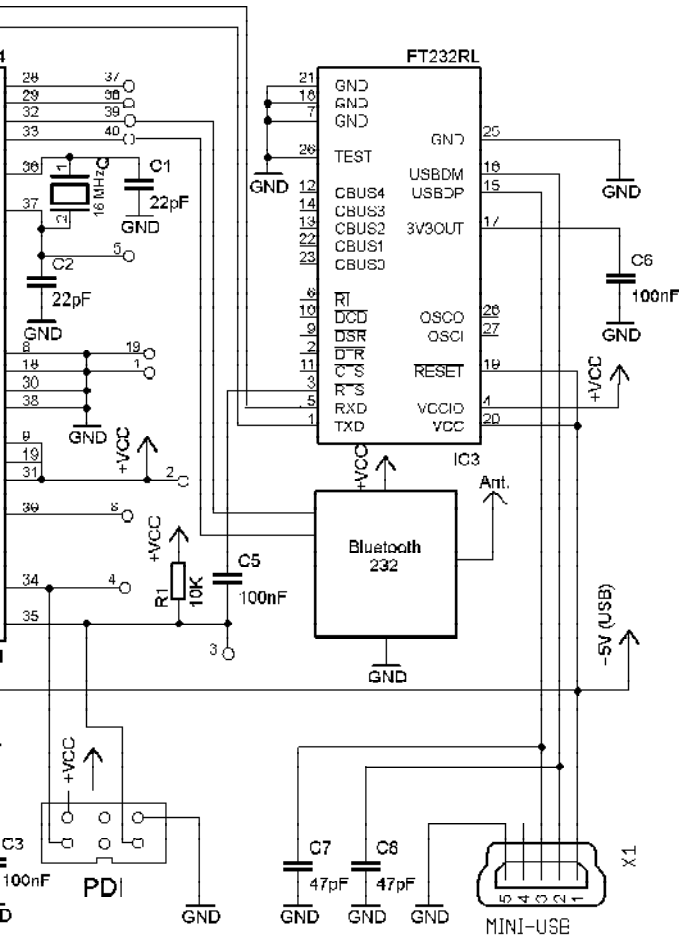 FT232RL
28 37
29 38
32 39
33 40
36
1
2
16 MHz
Q
C1
22pF
GND
37
5
C2
22pF
GND
21 GND
18 GND
7 GND
26 TEST
GND
12 CBUS4
14 CBUS3
13 CBUS2
22 CBUS1
23 CBUS0
6 RI
10 DCD
9 DSR
2 DTR
11 CTS
3 RTS
5 RXD
1 TXD
GND 25
USBDM 16
USBDP 15
3V3OUT 17
OSCO 28
OSCI 27
RESET 19
VCCIO 4
VCC 20
IC3
GND
C6
100nF
GND
+VCC
8 19
18 1
30
38
GND
9
19
31 2
+VCC
39
34 4
35
3
+VCC
R1
10K
C5
100nF
+VCC
Bluetooth
232
Ant.
GND
+VCC
PDI
GND
C3
100nF
C7
47pF
GND
47pF
GND
GND
5 4 3 2 1
X1
MINI-USB